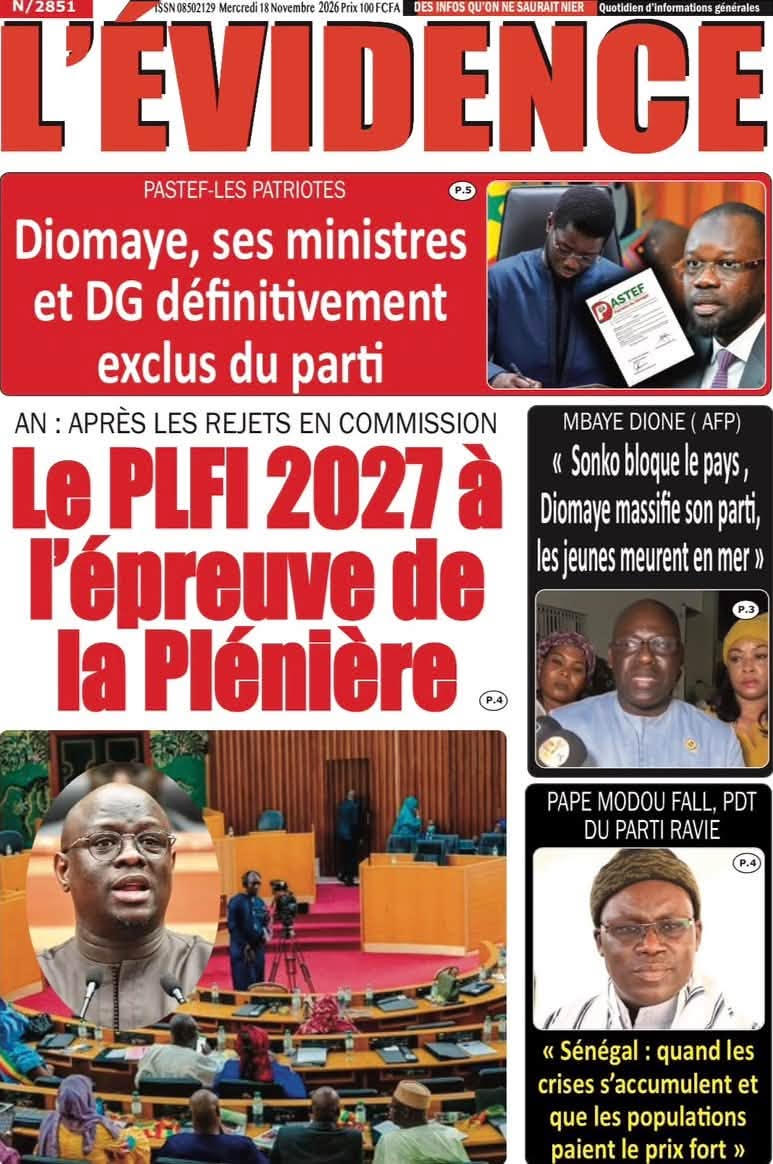 N/2851
ISSN 08502129 Mercredi 18 Novembre 2026 Prix 100 FCFA
DES INFOS QU'ON NE SAURAIT NIER
Quotidien d'informations générales
L'ÉVIDENCE
PASTEF-LES PATRIOTES
P.5
Diomaye, ses ministres
et DG définitivement
exclus du parti
PASTEF
AN : APRÈS LES REJETS EN COMMISSION
Le PLFI 2027 à
l'épreuve de
la Plénière
P.4
MBAYE DIONE ( AFP)
« Sonko bloque le pays ,
Diomaye massifie son parti,
les jeunes meurent en mer »
P.3
PAPE MODOU FALL, PDT
DU PARTI RAVIE
P.4
« Sénégal : quand les
crises s'accumulent et
que les populations
paient le prix fort »